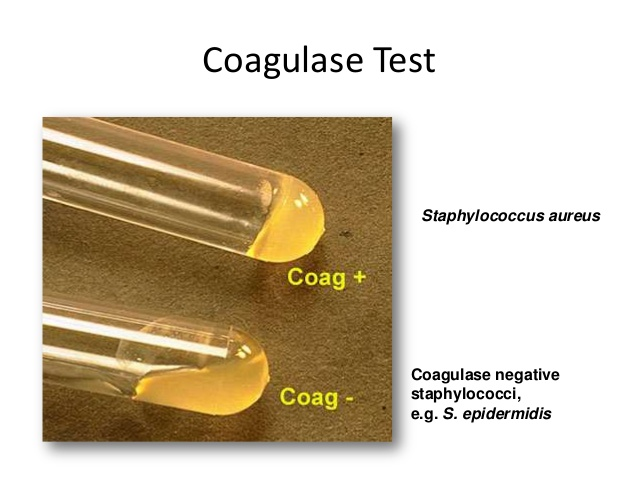 Coagulase Test
Staphylococcus aureus
Coag +
Coagulase negative
staphylococci,
e.g. S. epidermidis
Coag -